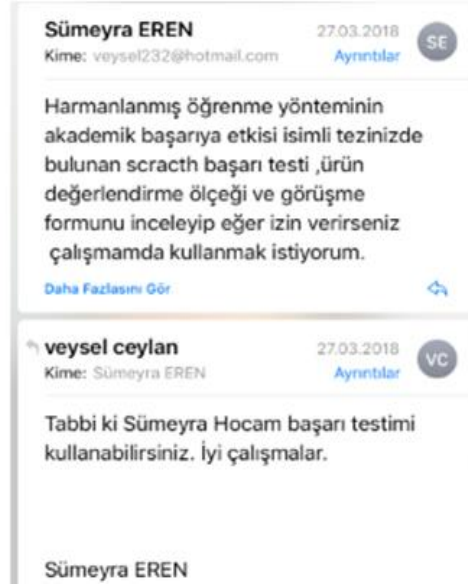 Sümeyra EREN 27.03.2018 SE
Kime: veysel232@hotmail.com Ayrıntılar
Harmanlanmış öğrenme yönteminin
akademik başarıya etkisi isimli tezinizde
bulunan scracth başarı testi ,ürün
değerlendirme ölçeği ve görüşme
formunu inceleyip eğer izin verirseniz
çalışmamda kullanmak istiyorum.
Daha Fazlasını Gör
veysel ceylan 27.03.2018 VC
Kime: Sümeyra EREN Ayrıntılar
Tabbi ki Sümeyra Hocam başarı testimi
kullanabilirsiniz. İyi çalışmalar.
Sümeyra EREN